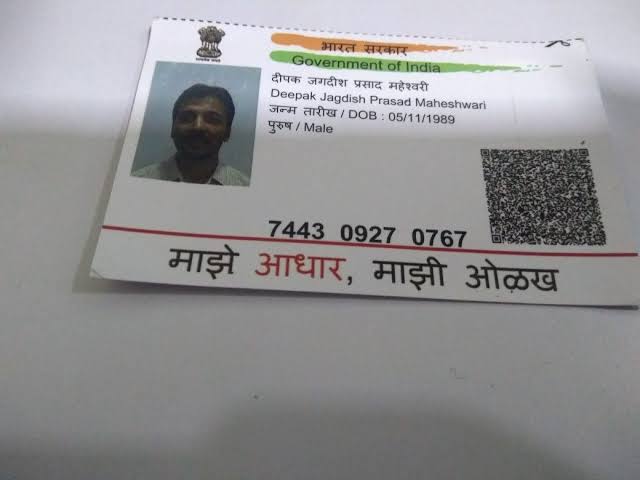 भारत सरकार
Government of India
दीपक जगदीश प्रसाद महेश्वरी
Deepak Jagdish Prasad Maheshwari
जन्म तारीख / DOB : 05/11/1989
पुरुष / Male
7443 0927 0767
माझे आधार, माझी ओळख